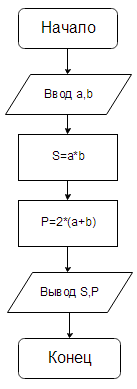 Начало
Ввод a,b
S=a*b
P=2*(a+b)
Вывод S,P
Конец